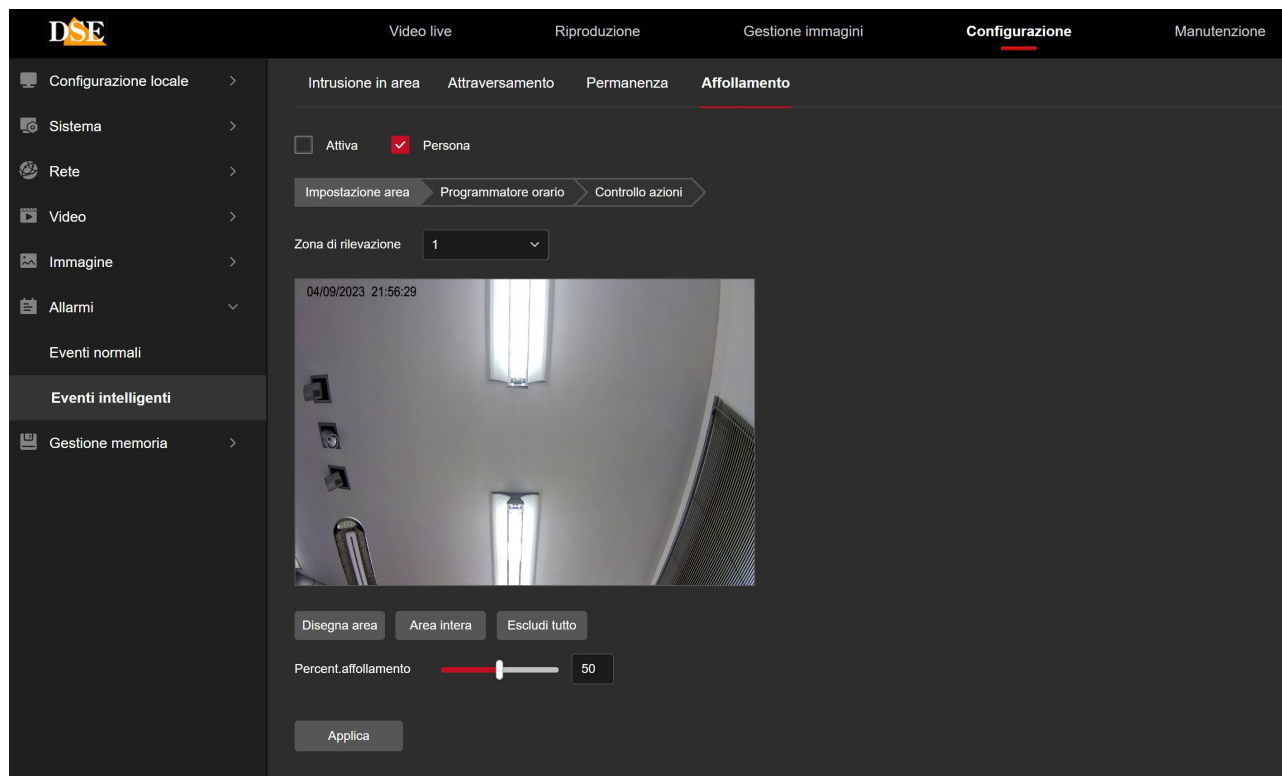 DSE Video live Riproduzione Gestione immagini Configurazione Manutenzione
Configurazione locale
Sistema
Rete
Video
Immagine
Allarmi
Eventi normali
Eventi intelligenti
Gestione memoria
Intrusione in area Attraversamento Permanenza Affollamento
Attiva Persona
Impostazione area Programmatore orario Controllo azioni
Zona di rilevazione 1
04/09/2023 21:56:29
Disegna area Area intera Escludi tutto
Percent.affollamento 50
Applica